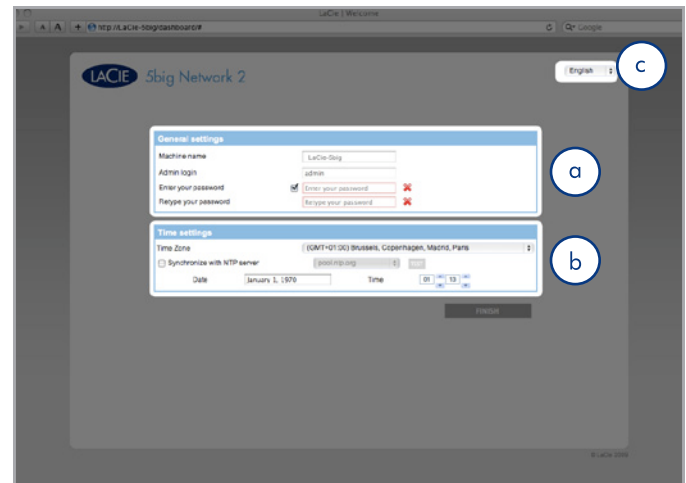 LaCie | Welcome
A A + http://LaCie-5big/dashboard/# Google
English
c
LACIE 5big Network 2
General settings
Machine name LaCie-5big
Admin login admin
Enter your password Enter your password
Retype your password Retype your password
a
Time settings
Time Zone (GMT+01:00) Brussels, Copenhagen, Madrid, Paris
Synchronize with NTP server pool.ntp.org
Date January 1, 1970 Time 01 13
b
FINISH
© LaCie